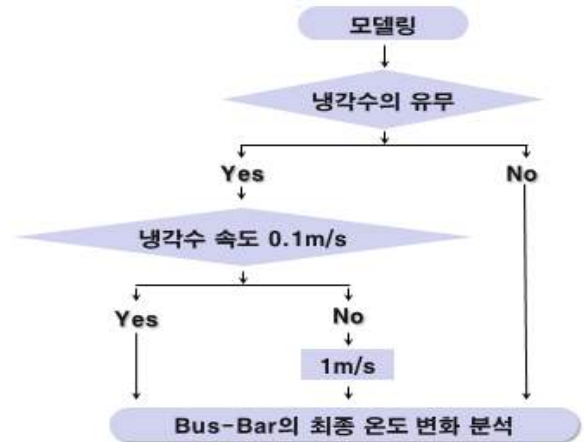 모델링
냉각수의 유무
Yes
No
냉각수 속도 0.1m/s
Yes
No
1m/s
Bus-Bar의 최종 온도 변화 분석